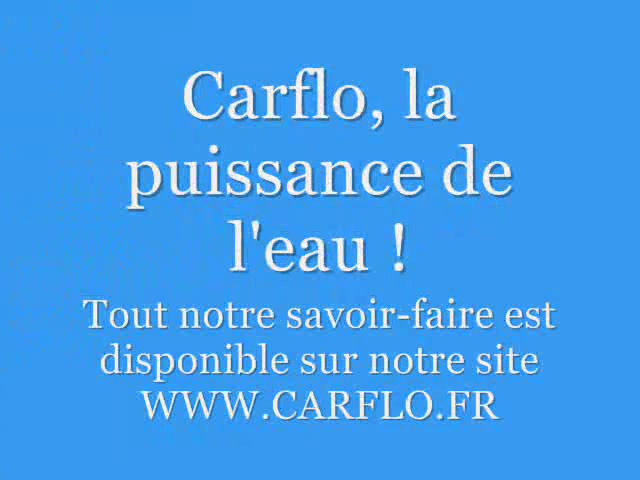 Carflo, la
puissance de
l'eau !
Tout notre savoir-faire est
disponible sur notre site
WWW.CARFLO.FR